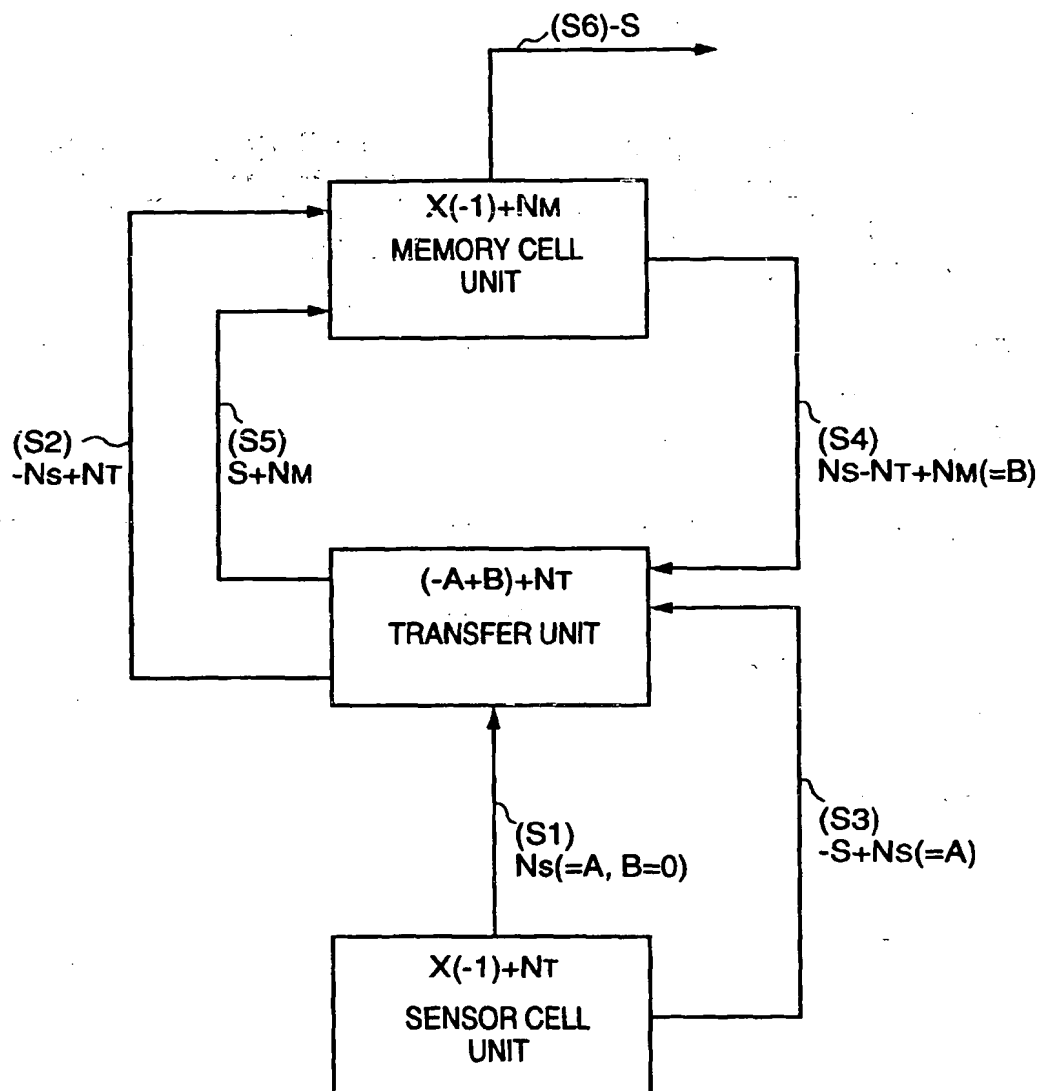 (S6)-S
X(-1)+NM
MEMORY CELL
UNIT
(S2)
-NS+NT
(S5)
S+NM
(S4)
NS-NT+NM(=B)
(-A+B)+NT
TRANSFER UNIT
(S1)
NS(=A, B=0)
(S3)
-S+NS(=A)
X(-1)+NT
SENSOR CELL
UNIT